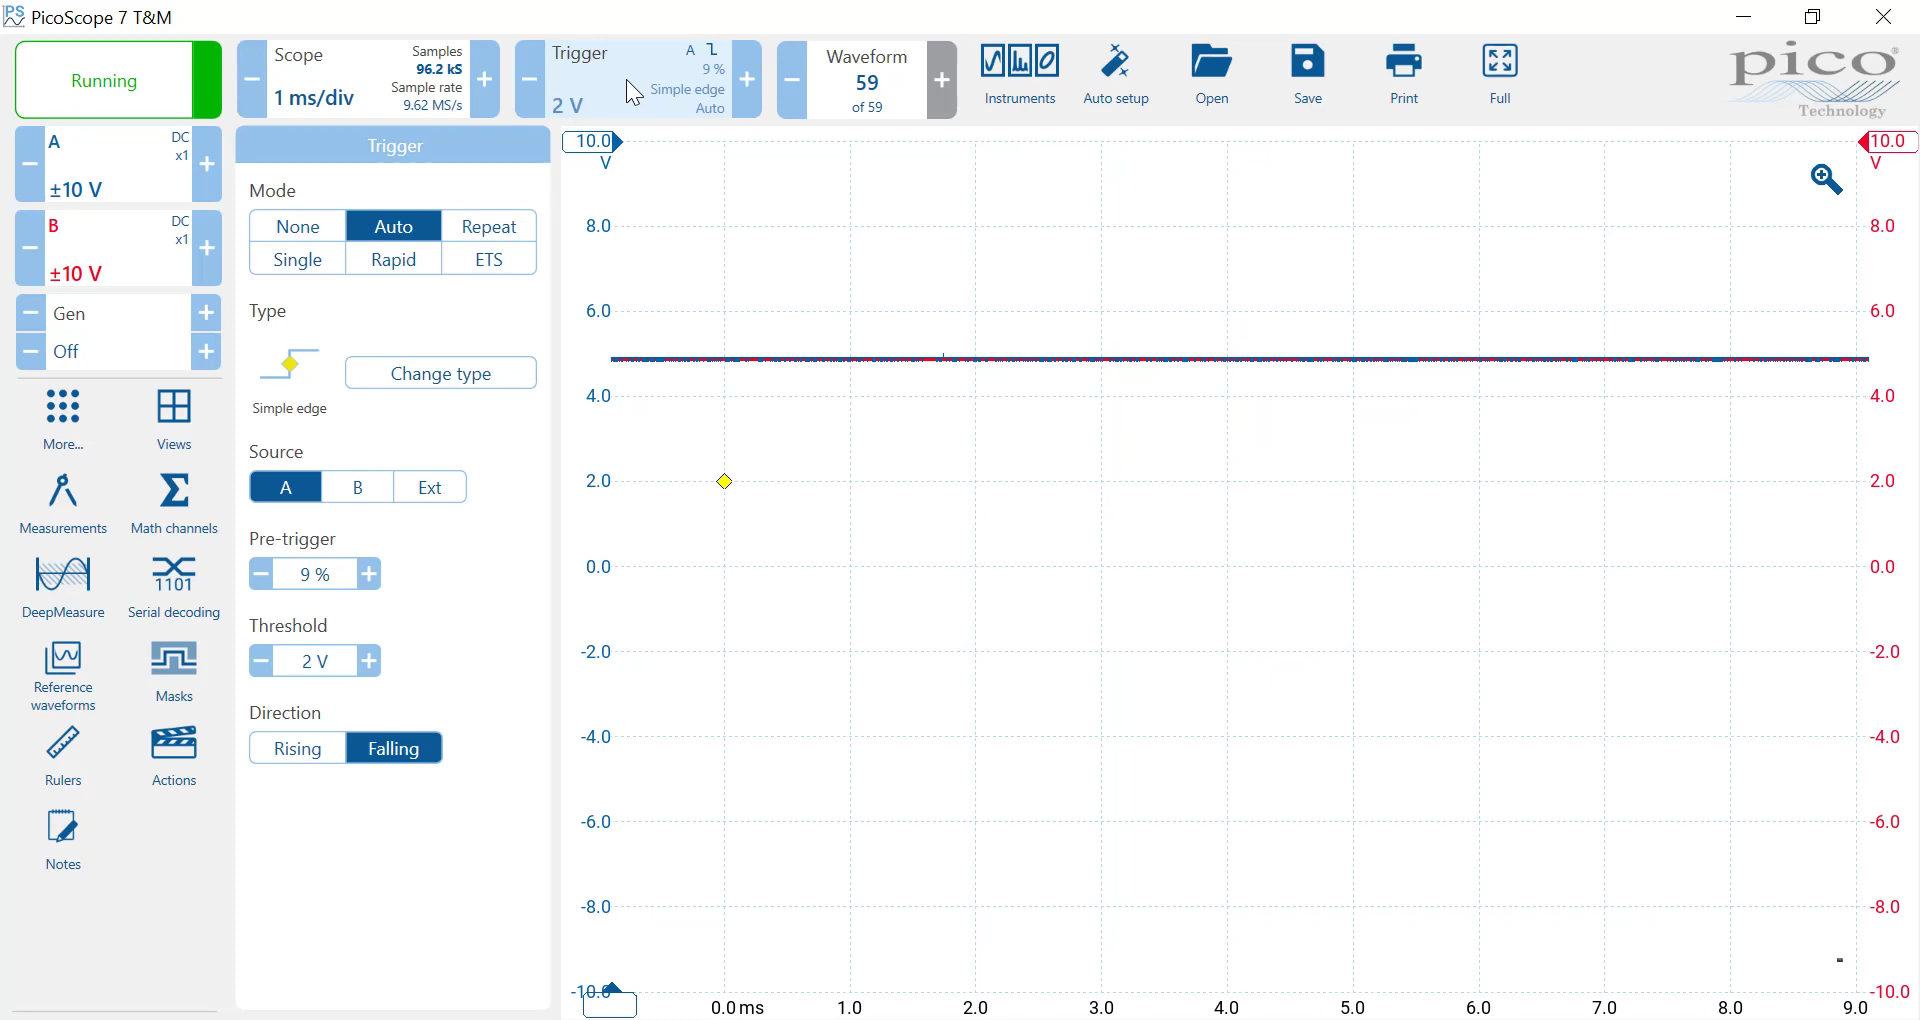 PS PicoScope 7 T&M
Running
Scope
1 ms/div
Samples
96.2 kS
Sample rate
9.62 MS/s
Trigger
2 V
A
9 %
Simple edge
Auto
Waveform
59
of 59
Instruments
Auto setup
Open
Save
Print
Full
pico®
Technology
A
DC
x1
±10 V
B
DC
x1
±10 V
Gen
Off
More...
Views
Measurements
Math channels
DeepMeasure
1101
Serial decoding
Reference
waveforms
Masks
Rulers
Actions
Notes
Trigger
Mode
None
Auto
Repeat
Single
Rapid
ETS
Type
Simple edge
Change type
Source
A
B
Ext
Pre-trigger
9 %
Threshold
2 V
Direction
Rising
Falling
10.0
V
8.0
6.0
4.0
2.0
0.0
-2.0
-4.0
-6.0
-8.0
-10.0
10.0
V
8.0
6.0
4.0
2.0
0.0
-2.0
-4.0
-6.0
-8.0
-10.0
0.0 ms
1.0
2.0
3.0
4.0
5.0
6.0
7.0
8.0
9.0